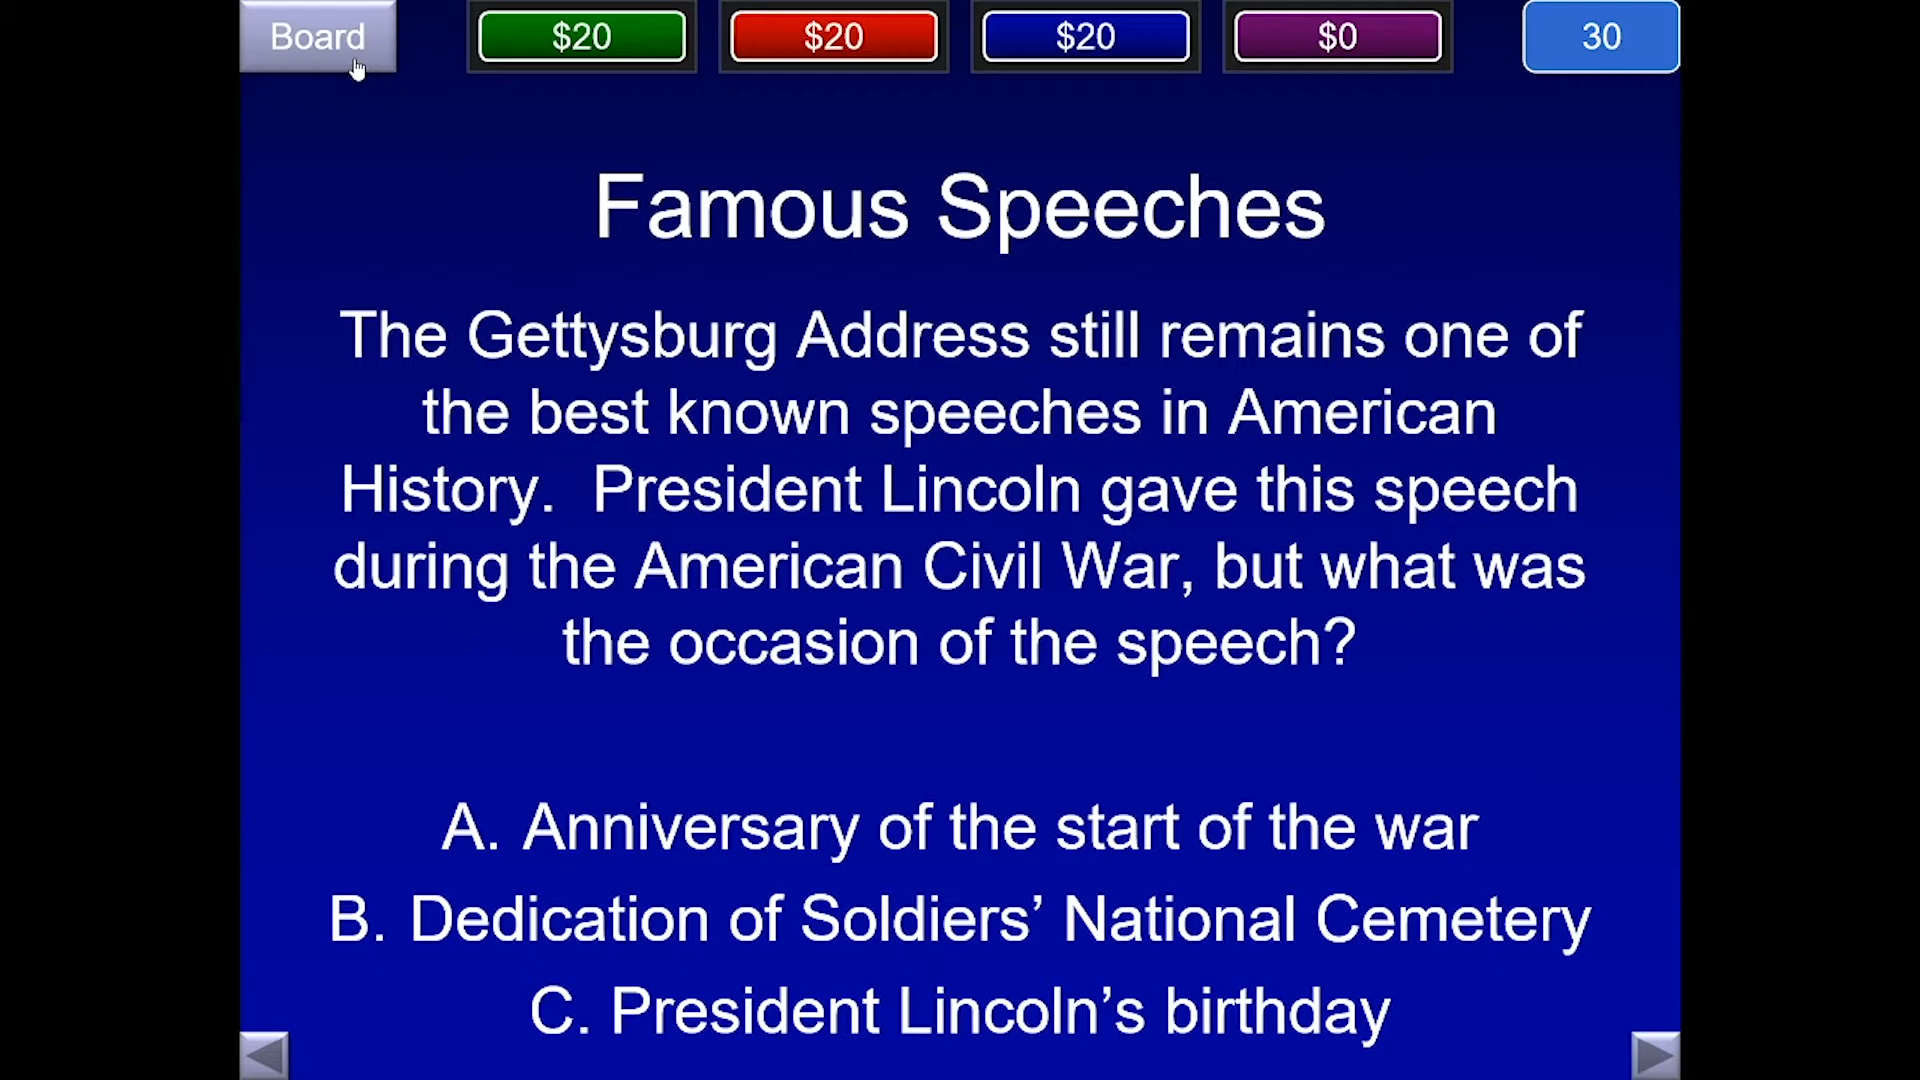 Board $20 $20 $20 $0 30
Famous Speeches
The Gettysburg Address still remains one of
the best known speeches in American
History.  President Lincoln gave this speech
during the American Civil War, but what was
the occasion of the speech?
A. Anniversary of the start of the war
B. Dedication of Soldiers’ National Cemetery
C. President Lincoln’s birthday